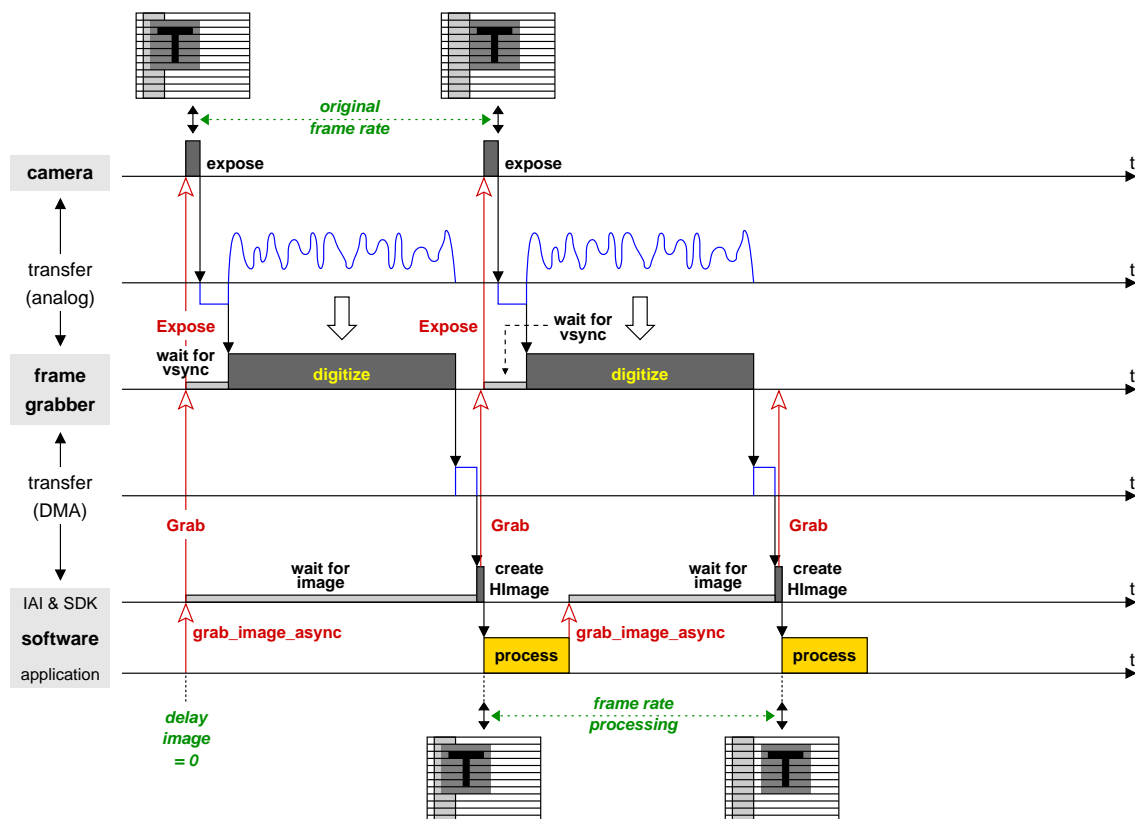 T
T
original
frame rate
camera
expose
expose
t
transfer
(analog)
t
Expose
Expose
wait for
vsync
wait for
vsync
frame
grabber
digitize
digitize
t
transfer
(DMA)
t
Grab
Grab
Grab
wait for
image
create
HImage
wait for
image
create
HImage
IAI & SDK
t
software
grab_image_async
grab_image_async
application
process
process
t
delay
image
= 0
frame rate
processing
T
T